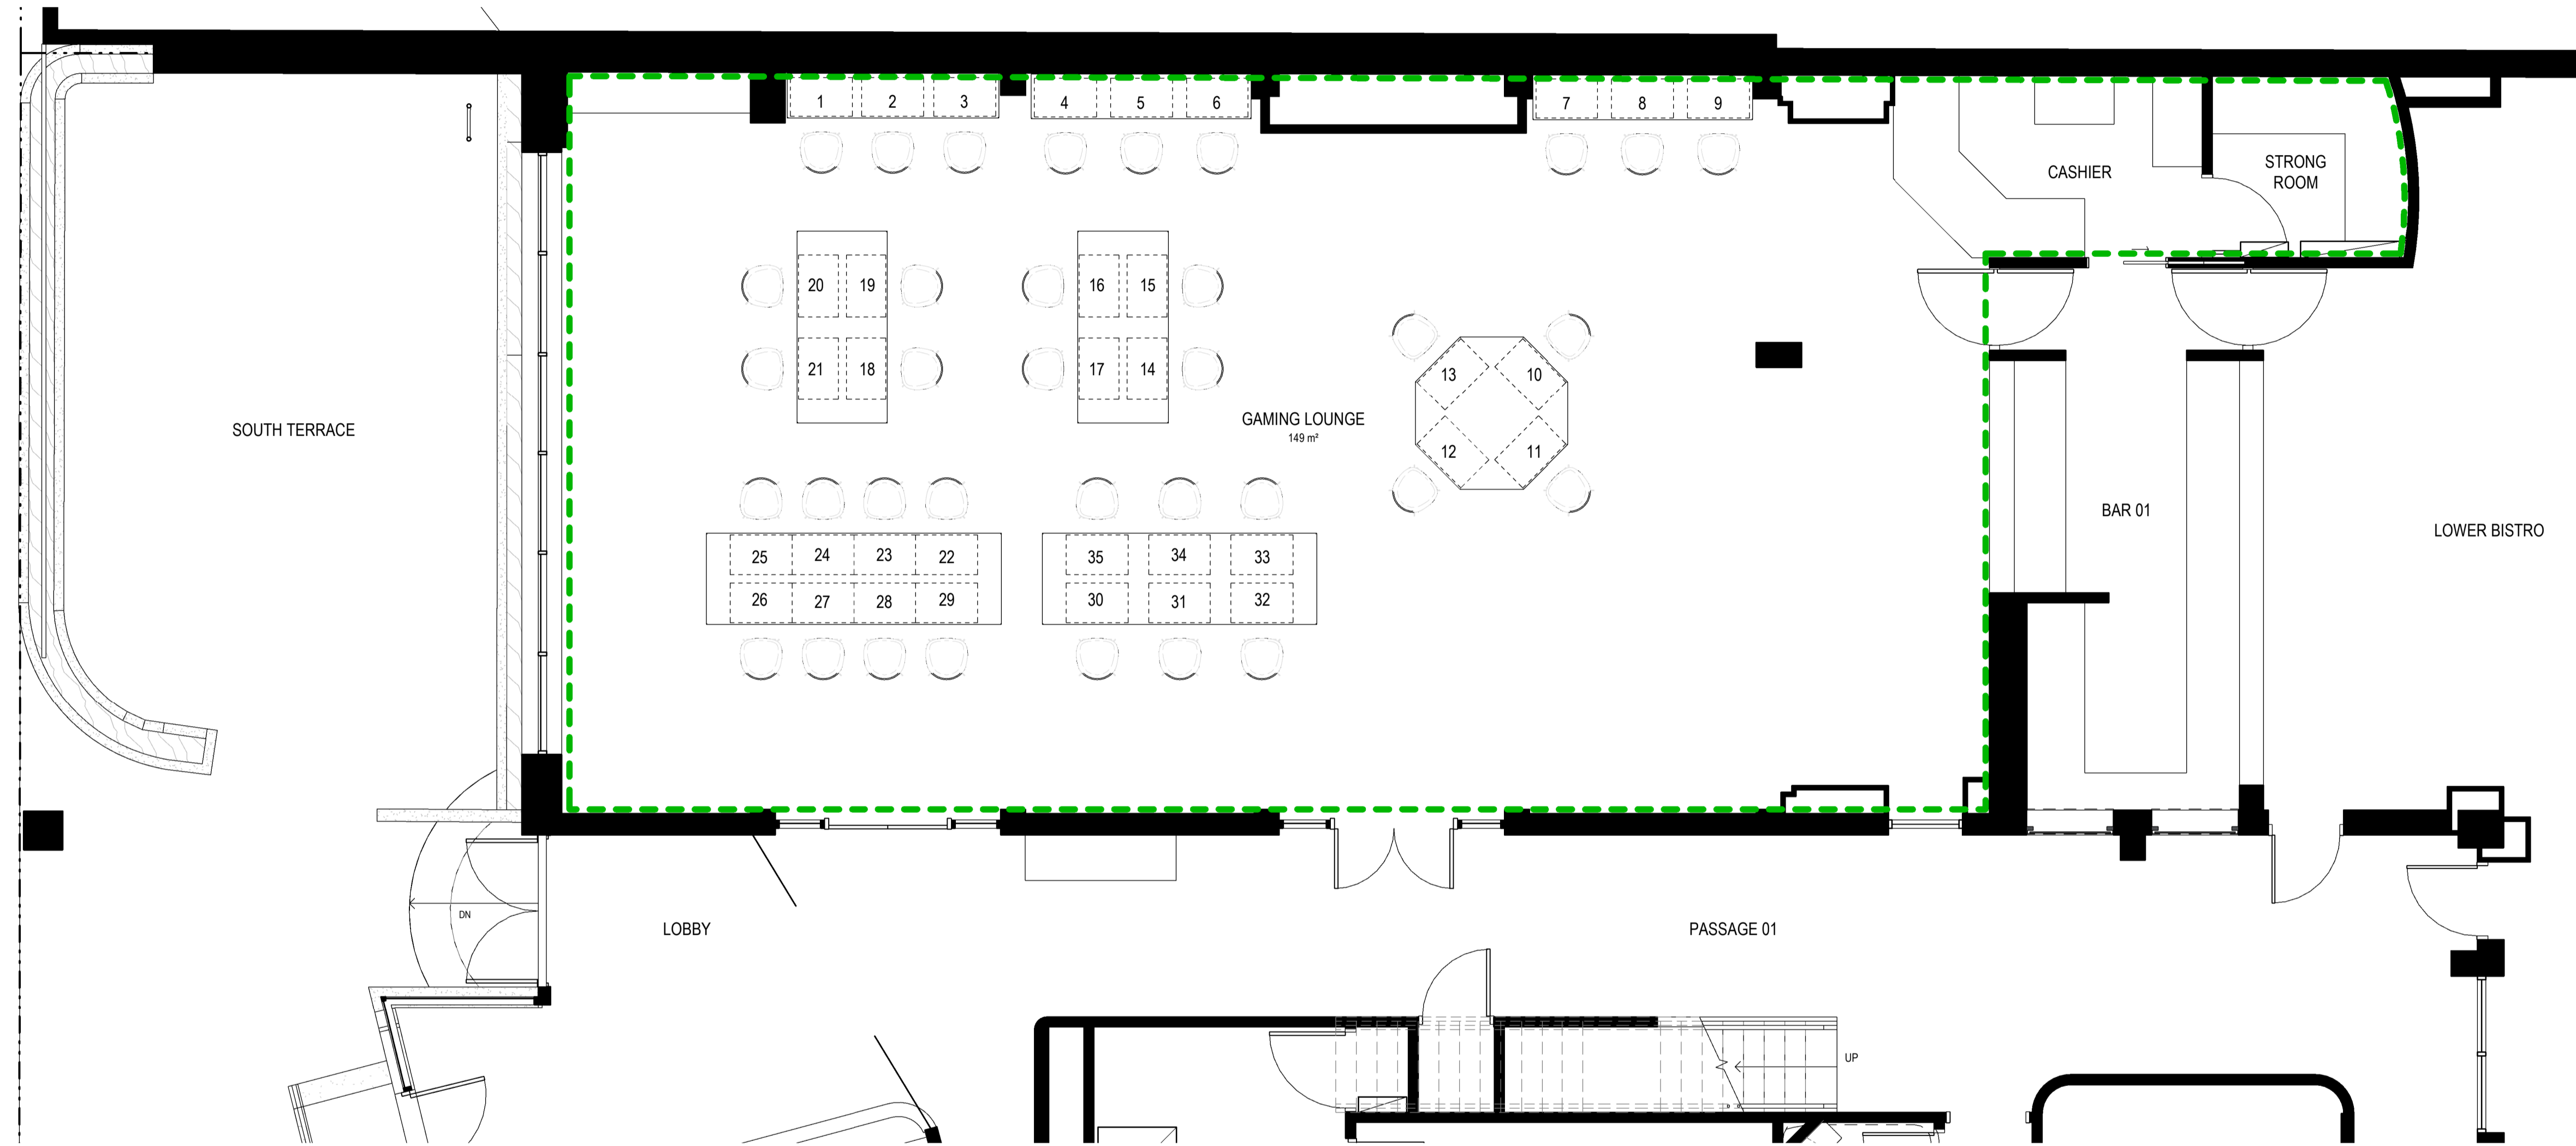 1 2 3 4 5 6 7 8 9
CASHIER
STRONG
ROOM
20 19 16 15
21 18 17 14
13 10
12 11
GAMING LOUNGE
149 m²
SOUTH TERRACE
BAR 01
LOWER BISTRO
25 24 23 22 35 34 33
26 27 28 29 30 31 32
DN
LOBBY
PASSAGE 01
UP